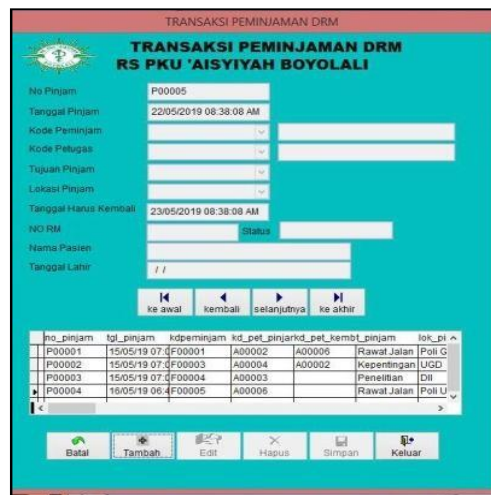 TRANSAKSI PEMINJAMAN DRM
TRANSAKSI PEMINJAMAN DRM
RS PKU 'AISYIYAH BOYOLALI
No Pinjam P00005
Tanggal Pinjam 22/05/2019 08:38:08 AM
Kode Peminjam
Kode Petugas
Tujuan Pinjam
Lokasi Pinjam
Tanggal Harus Kembali 23/05/2019 08:38:08 AM
NO RM Status
Nama Pasien
Tanggal Lahir / /
ke awal kembali selanjutnya ke akhir
no_pinjam tgl_pinjam kdpeminjam kd_pet_pinjar kd_pet_kembt t_pinjam lok_pi
P00001 15/05/19 07:0 F00001 A00002 A00006 Rawat Jalan Poli G
P00002 15/05/19 07:0 F00003 A00004 A00002 Kepentingan UGD
P00003 15/05/19 07:0 F00004 A00003 Penelitian Dll
P00004 16/05/19 06:4 F00005 A00006 Rawat Jalan Poli U
Batal Tambah Edit Hapus Simpan Keluar